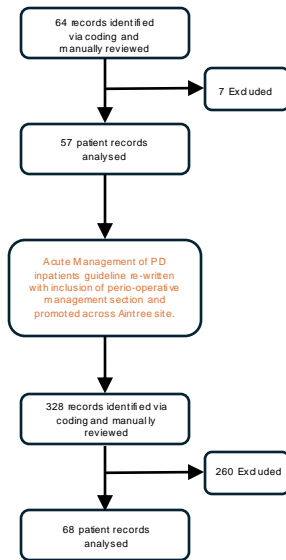 64 records identified
via coding and
manually reviewed
7 Excluded
57 patient records
analysed
Acute Management of PD
inpatients guideline re-written
with inclusion of perio-operative
management section and
promoted across Aintree site.
328 records identified via
coding and manually
reviewed
260 Excluded
68 patient records
analysed